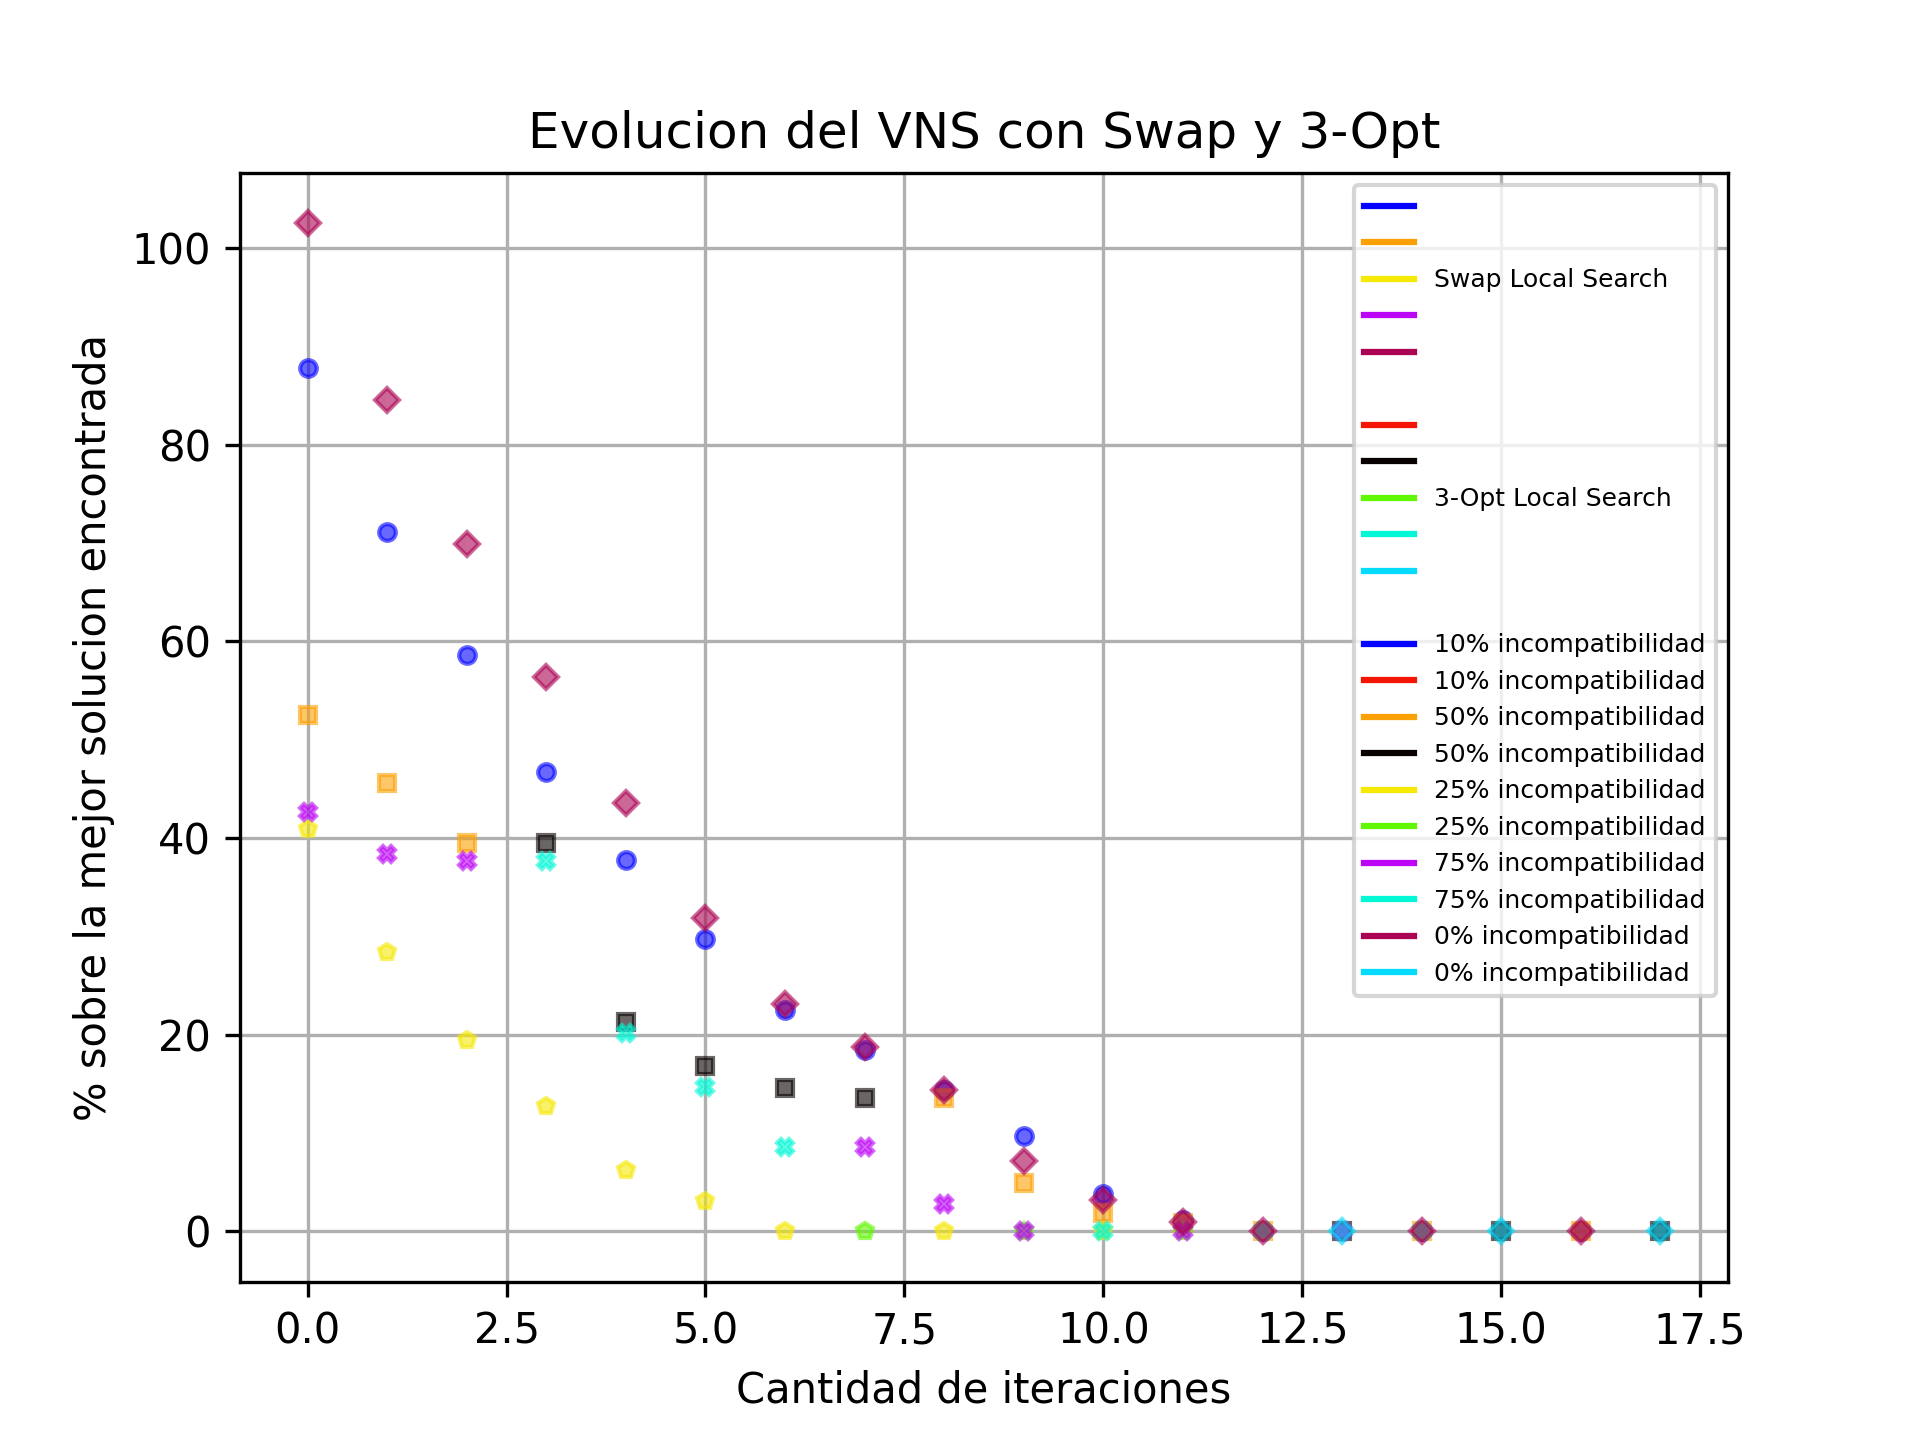 Evolucion del VNS con Swap y 3-Opt
% sobre la mejor solucion encontrada
100
80
60
40
20
0
Swap Local Search
3-Opt Local Search
10% incompatibilidad
10% incompatibilidad
50% incompatibilidad
50% incompatibilidad
25% incompatibilidad
25% incompatibilidad
75% incompatibilidad
75% incompatibilidad
0% incompatibilidad
0% incompatibilidad
0.0 2.5 5.0 7.5 10.0 12.5 15.0 17.5
Cantidad de iteraciones